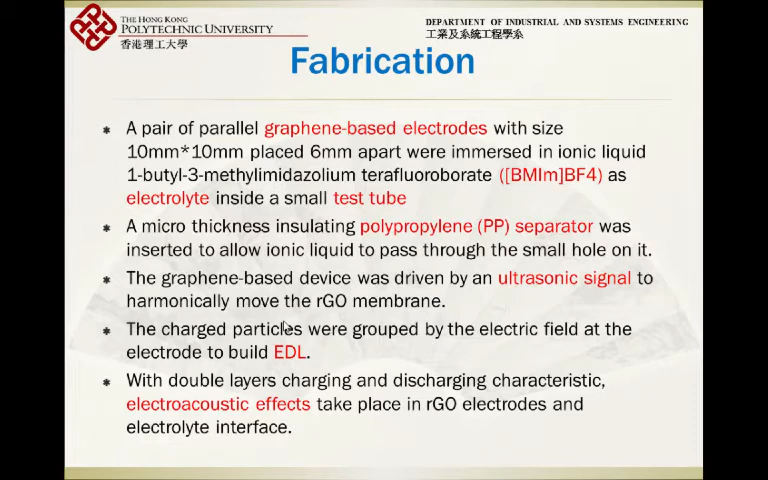 THE HONG KONG
POLYTECHNIC UNIVERSITY
香港理工大學
DEPARTMENT OF INDUSTRIAL AND SYSTEMS ENGINEERING
工業及系統工程學系
Fabrication
* A pair of parallel graphene-based electrodes with size
10mm*10mm placed 6mm apart were immersed in ionic liquid
1-butyl-3-methylimidazolium terafluoroborate ([BMIm]BF4) as
electrolyte inside a small test tube
* A micro thickness insulating polypropylene (PP) separator was
inserted to allow ionic liquid to pass through the small hole on it.
* The graphene-based device was driven by an ultrasonic signal to
harmonically move the rGO membrane.
* The charged particles were grouped by the electric field at the
electrode to build EDL.
* With double layers charging and discharging characteristic,
electroacoustic effects take place in rGO electrodes and
electrolyte interface.